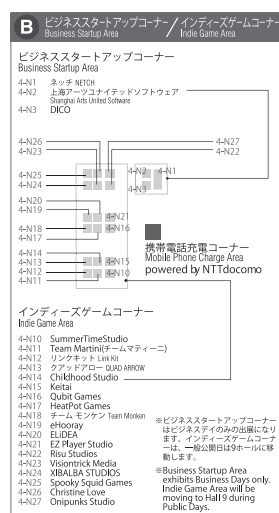 B ビジネススタートアップコーナー／インディーズゲームコーナー
Business Startup Area Indie Game Area
ビジネススタートアップコーナー
Business Startup Area
4-N1 ネッチ NETCH
4-N2 上海アーツユナイテッドソフトウェア
Shanghai Arts United Software
4-N3 DICO
4-N26
4-N23
4-N27
4-N22
4-N25
4-N24
4-N2
4-N1
4-N3
4-N20
4-N19
4-N21
4-N18
4-N16
4-N17
4-N14
4-N13
4-N15
4-N12
4-N10
4-N11
携帯電話充電コーナー
Mobile Phone Charge Area
powered by NTTdocomo
インディーズゲームコーナー
Indie Game Area
4-N10 SummerTimeStudio
4-N11 Team Martini(チームマティーニ)
4-N12 リンクキット Link Kit
4-N13 クアッドアロー QUAD ARROW
4-N14 Childhood Studio
4-N15 Keitai
4-N16 Qubit Games
4-N17 HeatPot Games
4-N18 チーム モンケン Team Monken
4-N19 eHooray
4-N20 ELiDEA
4-N21 EZ Player Studio
4-N22 Risu Studios
4-N23 Visiontrick Media
4-N24 XIBALBA STUDIOS
4-N25 Spooky Squid Games
4-N26 Christine Love
4-N27 Onipunks Studio
※ビジネススタートアップコーナー
はビジネスデイのみの出展になり
ます。インディーズゲームコーナ
ーは、一般公開日は9ホールに移
動します。
※Business Startup Area
exhibits Business Days only.
Indie Game Area will be
moving to Hall 9 during
Public Days.